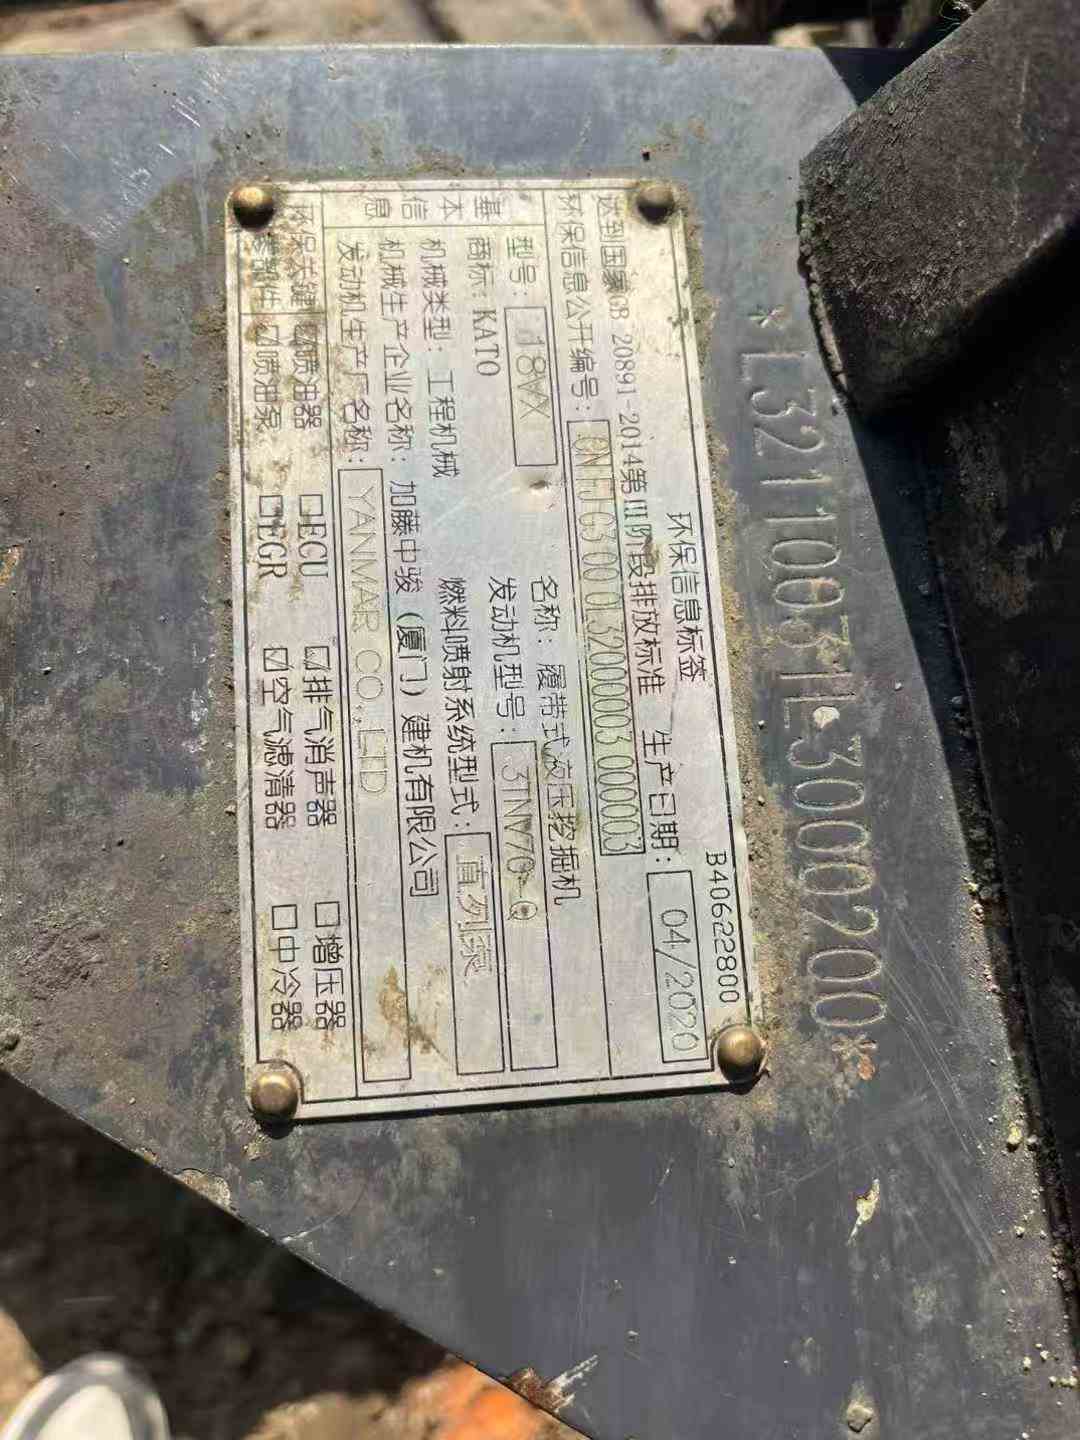 *L3211003TL3000200*
环保信息标签 B40622800
达到国家GB 20891-2014第III阶段排放标准 生产日期: 04/2020
环保信息公开编号: CN FJ G3 00 0L52000003 000003
基本信息
型号: 18VX 名称: 履带式液压挖掘机
商标: KATO 发动机型号: 3TNV70-Q
机械类型: 工程机械 燃料喷射系统型式: 直列泵
机械生产企业名称: 加藤中骏(厦门)建机有限公司
发动机生产厂名称: YANMAR CO.,LTD
环保关键零部件
☑喷油器 □ECU ☑排气消声器 □增压器
☑喷油泵 □EGR ☑空气滤清器 □中冷器